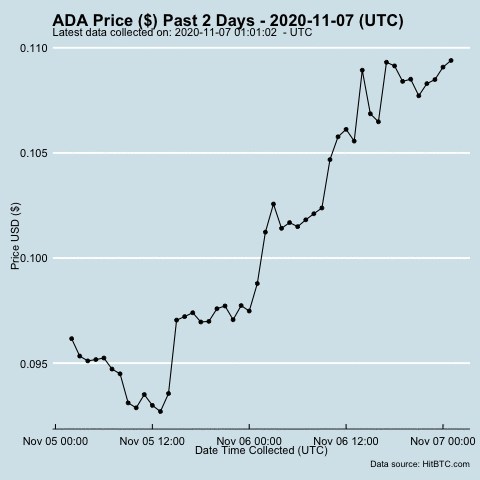 ADA Price ($) Past 2 Days - 2020-11-07 (UTC)
Latest data collected on: 2020-11-07 01:01:02  - UTC
0.110
0.105
0.100
0.095
Price USD ($)
Nov 05 00:00 Nov 05 12:00 Nov 06 00:00 Nov 06 12:00 Nov 07 00:00
Date Time Collected (UTC)
Data source: HitBTC.com